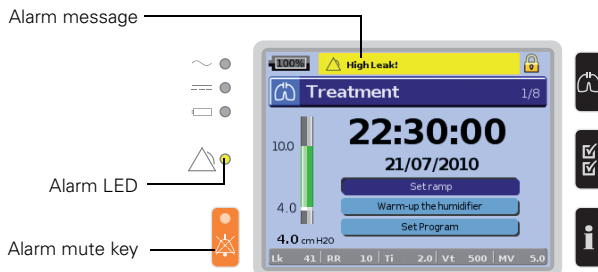 Alarm message
100%
High Leak!
Treatment 1/8
22:30:00
21/07/2010
10.0
4.0
Set ramp
Warm-up the humidifier
Set Program
4.0 cm H2O
Lk 41 RR 10 Ti 2.0 Vt 500 MV 5.0
Alarm LED
Alarm mute key
i